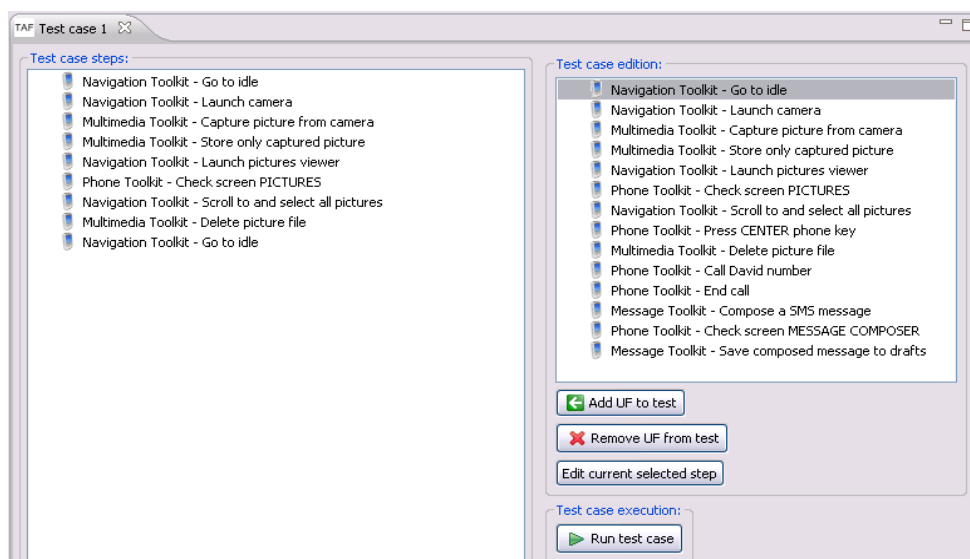 TAF Test case 1
Test case steps:
Navigation Toolkit - Go to idle
Navigation Toolkit - Launch camera
Multimedia Toolkit - Capture picture from camera
Multimedia Toolkit - Store only captured picture
Navigation Toolkit - Launch pictures viewer
Phone Toolkit - Check screen PICTURES
Navigation Toolkit - Scroll to and select all pictures
Multimedia Toolkit - Delete picture file
Navigation Toolkit - Go to idle
Test case edition:
Navigation Toolkit - Go to idle
Navigation Toolkit - Launch camera
Multimedia Toolkit - Capture picture from camera
Multimedia Toolkit - Store only captured picture
Navigation Toolkit - Launch pictures viewer
Phone Toolkit - Check screen PICTURES
Navigation Toolkit - Scroll to and select all pictures
Phone Toolkit - Press CENTER phone key
Multimedia Toolkit - Delete picture file
Phone Toolkit - Call David number
Phone Toolkit - End call
Message Toolkit - Compose a SMS message
Phone Toolkit - Check screen MESSAGE COMPOSER
Message Toolkit - Save composed message to drafts
Add UF to test
Remove UF from test
Edit current selected step
Test case execution:
Run test case